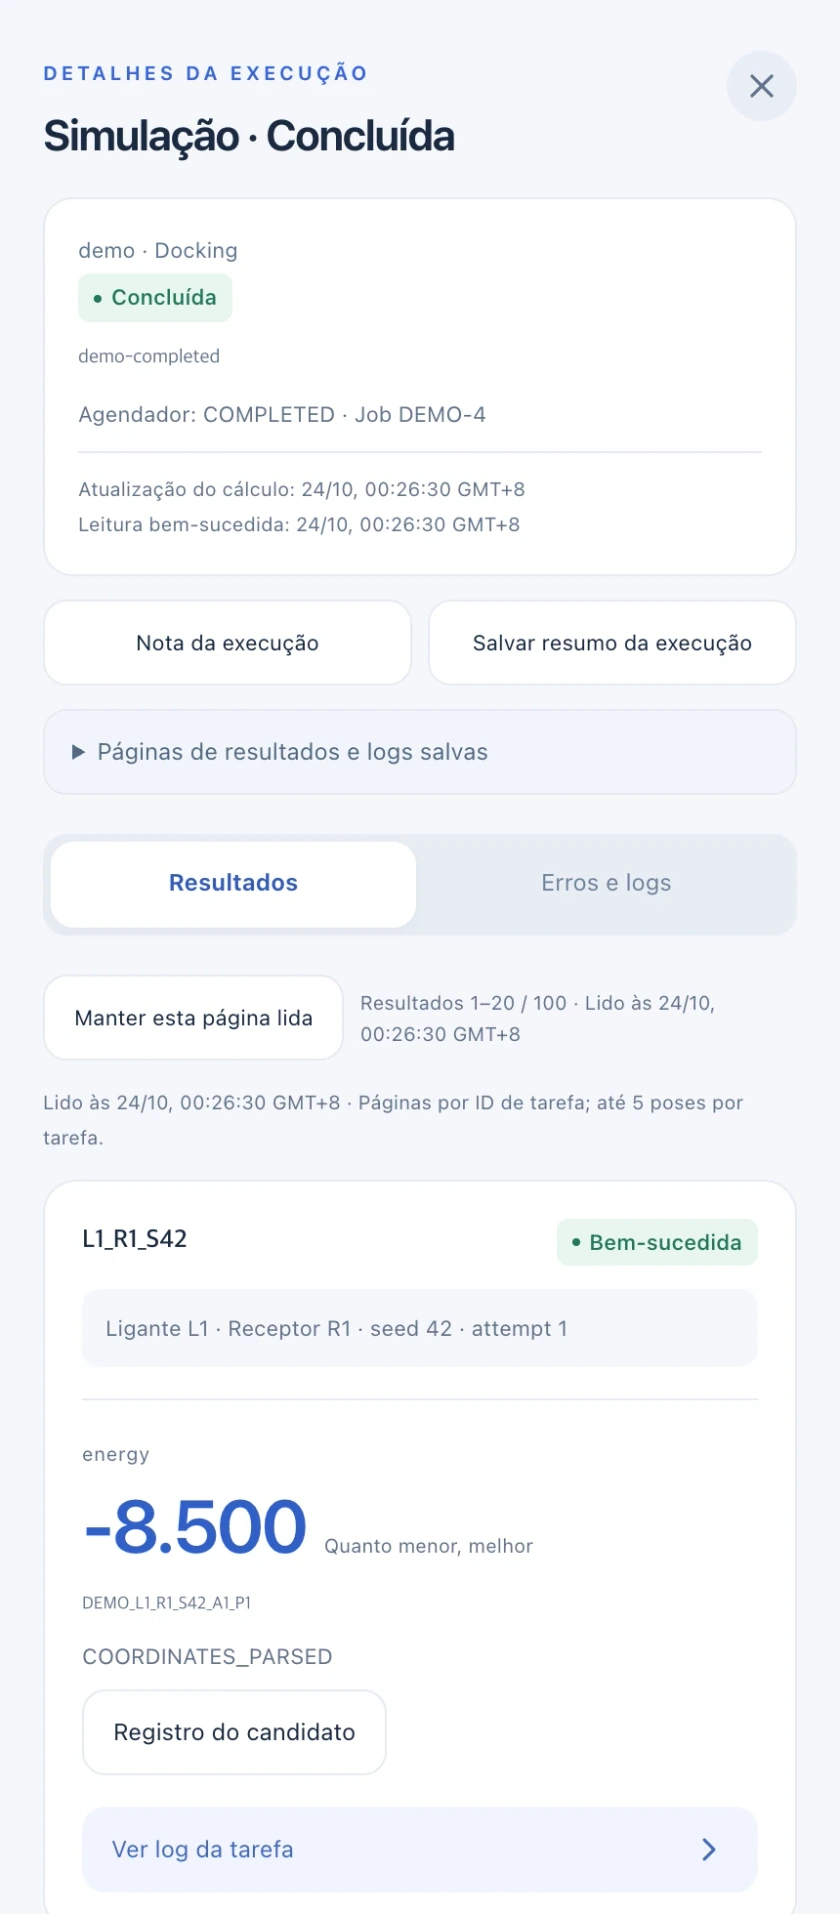 DETALHES DA EXECUÇÃO
Simulação · Concluída
demo · Docking
• Concluída
demo-completed
Agendador: COMPLETED · Job DEMO-4
Atualização do cálculo: 24/10, 00:26:30 GMT+8
Leitura bem-sucedida: 24/10, 00:26:30 GMT+8
Nota da execução
Salvar resumo da execução
▶ Páginas de resultados e logs salvas
Resultados
Erros e logs
Manter esta página lida
Resultados 1–20 / 100 · Lido às 24/10,
00:26:30 GMT+8
Lido às 24/10, 00:26:30 GMT+8 · Páginas por ID de tarefa; até 5 poses por
tarefa.
L1_R1_S42
• Bem-sucedida
Ligante L1 · Receptor R1 · seed 42 · attempt 1
energy
-8.500 Quanto menor, melhor
DEMO_L1_R1_S42_A1_P1
COORDINATES_PARSED
Registro do candidato
Ver log da tarefa